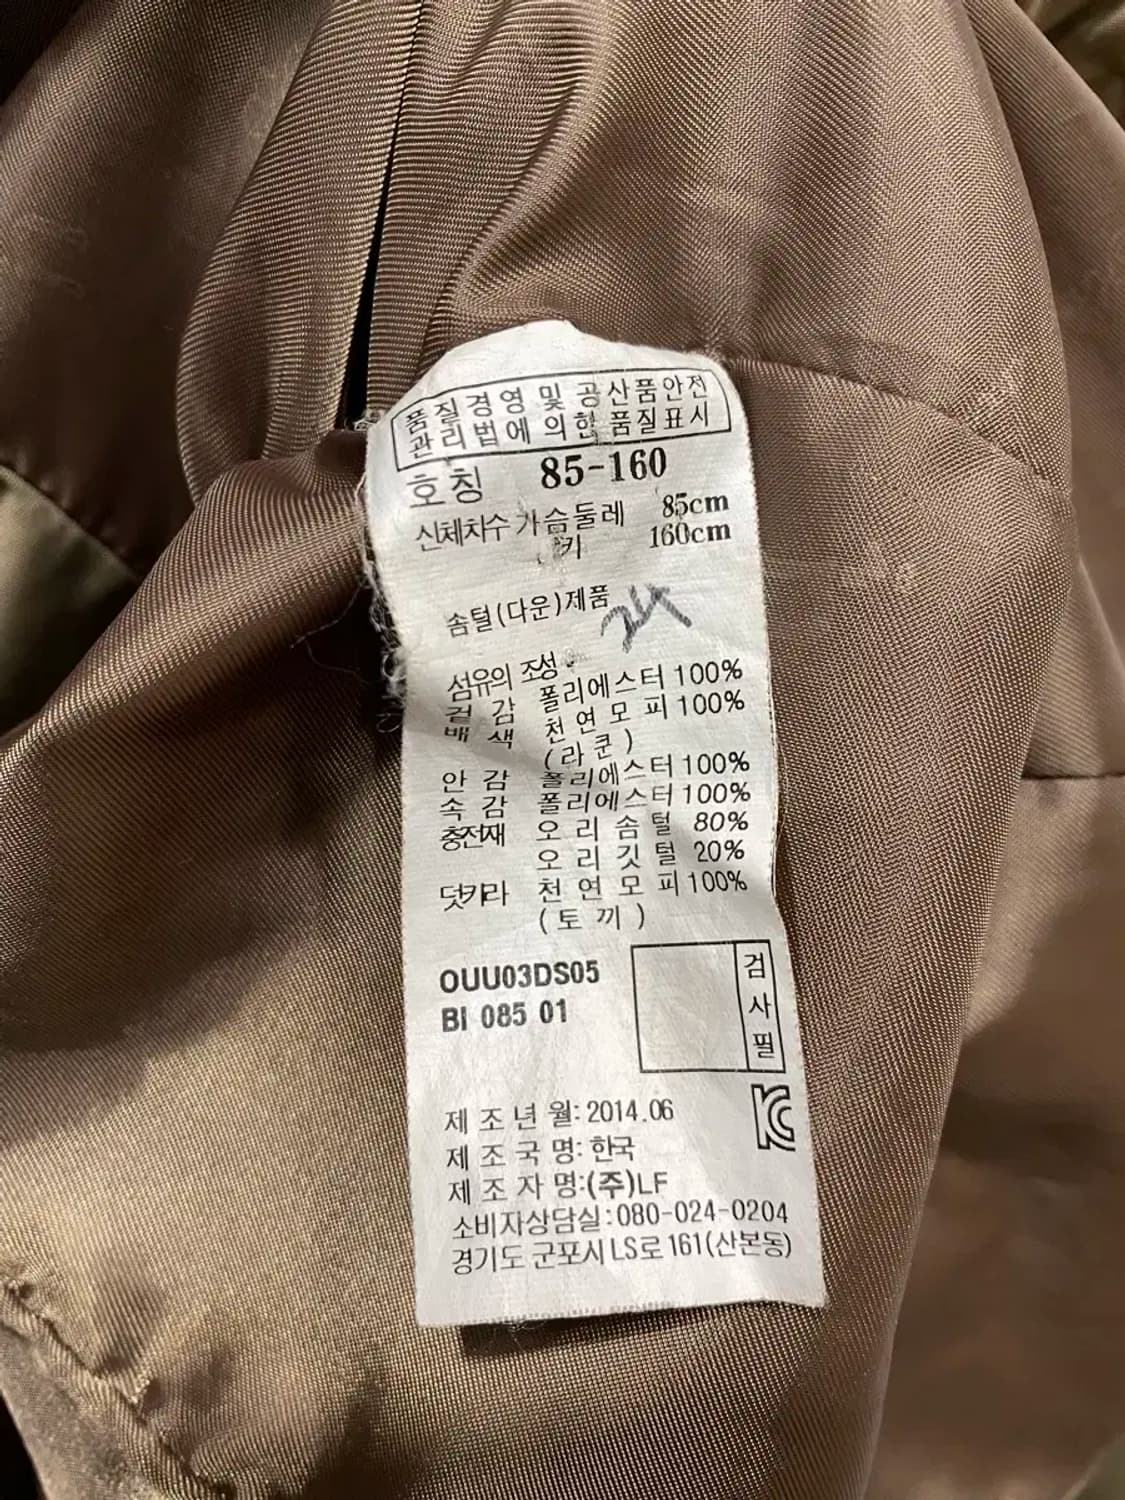 품질경영 및 공산품안전
관리법에 의한 품질표시
호칭 85-160
신체치수 가슴둘레 85cm
키 160cm
솜털(다운)제품
섬유의 조성
겉감 폴리에스터 100%
배색 천연모피 100%
(라쿤)
안감 폴리에스터 100%
속감 폴리에스터 100%
충전재 오리솜털 80%
오리깃털 20%
덧카라 천연모피 100%
(토끼)
OUU03DS05
BI 085 01
검사필
KC
제조년월: 2014.06
제조국명: 한국
제조자명:(주)LF
소비자상담실:080-024-0204
경기도 군포시 LS로 161(산본동)